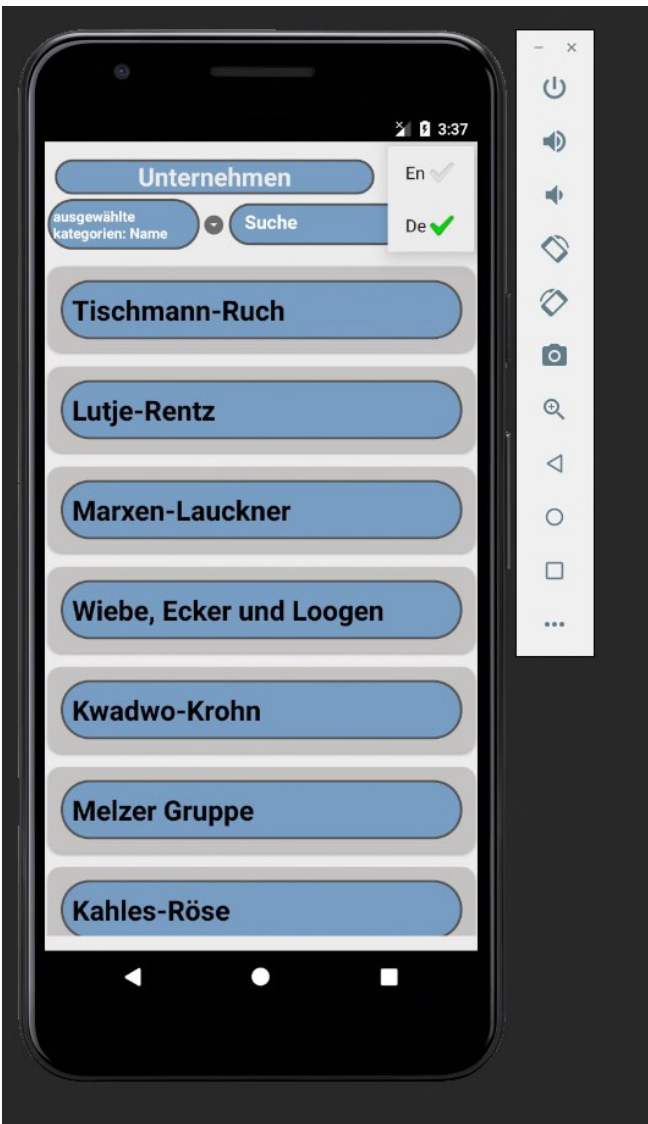 3:37
Unternehmen
En
ausgewählte
kategorien: Name
Suche
De
Tischmann-Ruch
Lutje-Rentz
Marxen-Lauckner
Wiebe, Ecker und Loogen
Kwadwo-Krohn
Melzer Gruppe
Kahles-Röse